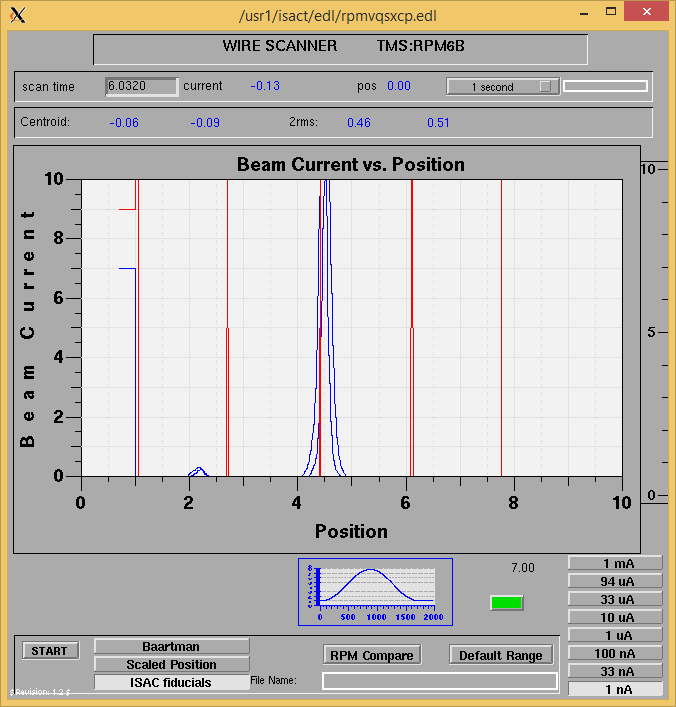 /usr1/isact/edl/rpmvqsxcp.edl
WIRE SCANNER TMS:RPM6B
scan time 6.0320 current -0.13 pos 0.00 1 second
Centroid: -0.06 -0.09 2rms: 0.46 0.51
Beam Current vs. Position
10
8
6
4
2
0
Beam Current
0 2 4 6 8 10
Position
10
5
0
8
0 500 1000 1500 2000
7.00
1 mA
94 uA
33 uA
10 uA
1 uA
100 nA
33 nA
1 nA
START
Baartman
Scaled Position
ISAC fiducials
RPM Compare
Default Range
File Name:
$Revision: 1.2 $